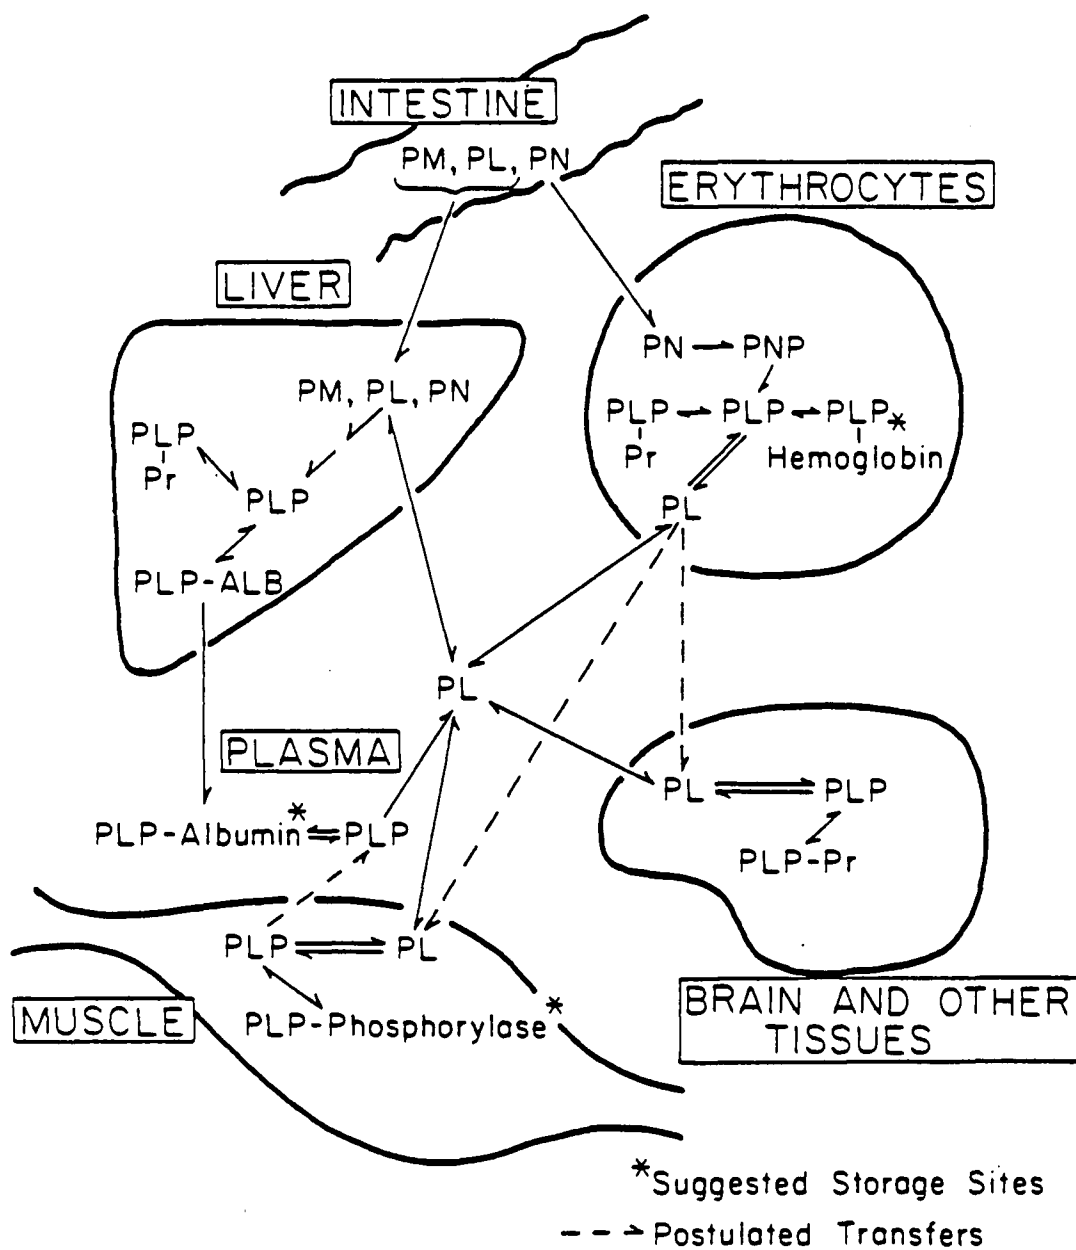 INTESTINE
PM, PL, PN
ERYTHROCYTES
LIVER
PN PNP
PM, PL, PN
PLP PLP PLP*
Pr Hemoglobin
PLP
Pr
PLP
PL
PLP-ALB
PL
PLASMA
PL PLP
PLP-Albumin* PLP
PLP-Pr
PLP PL
MUSCLE
PLP-Phosphorylase*
BRAIN AND OTHER
TISSUES
*Suggested Storage Sites
Postulated Transfers